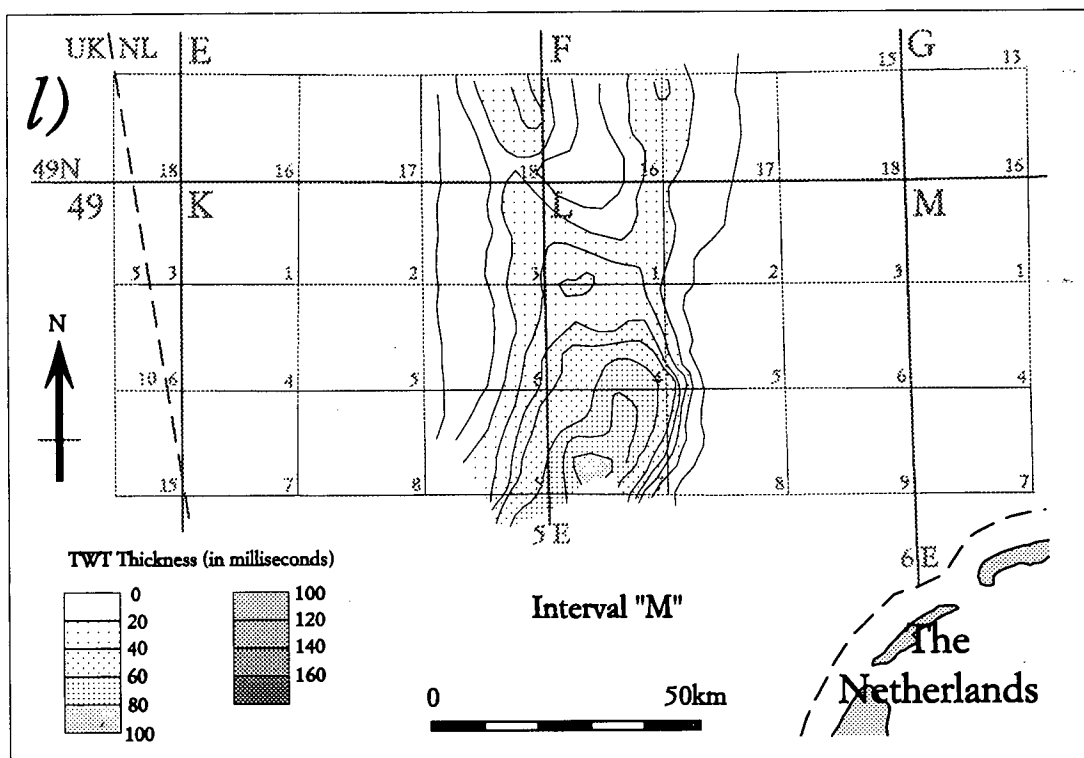 UK\NL E F G
15 13
l)
49N 18 16 17 18 16 17 18 16
49 K L M
3 3 1 2 3 1 2 3 1
N
10 6 4 5 6 4 5 6 4
15 7 8 8 9 7
5 E
6 E
TWT Thickness (in milliseconds)
0 100
20 120
40 140
60 160
80
100
Interval "M"
0 50km
The
Netherlands